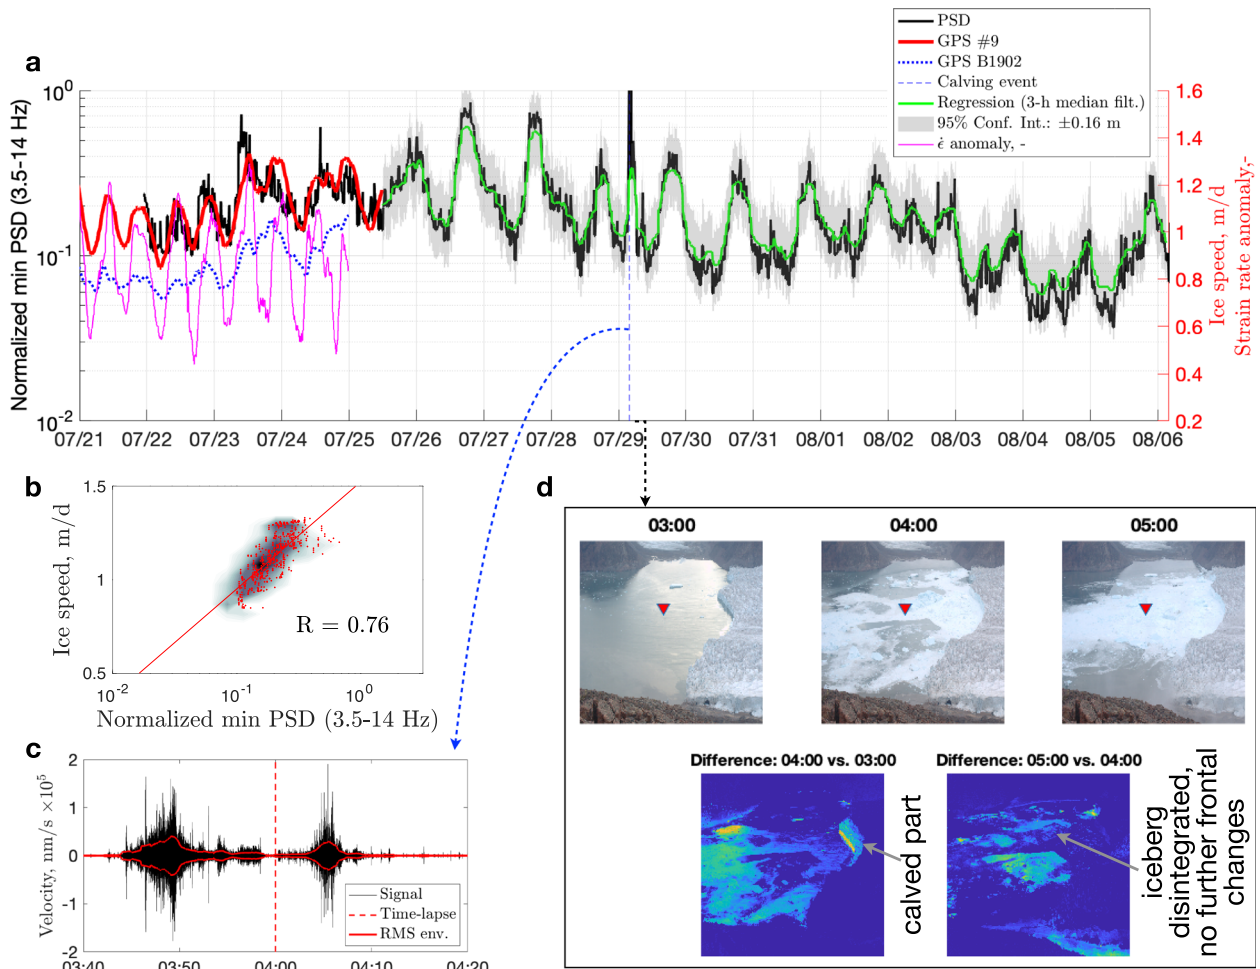 PSD
GPS #9
GPS B1902
Calving event
Regression (3-h median filt.)
95% Conf. Int.: ±0.16 m
ε̇ anomaly, -
a
Normalized min PSD (3.5-14 Hz)
10⁰
10⁻¹
10⁻²
1.6
1.4
1.2
1
0.8
0.6
0.4
0.2
Ice speed, m/d
Strain rate anomaly,-
07/21 07/22 07/23 07/24 07/25 07/26 07/27 07/28 07/29 07/30 07/31 08/01 08/02 08/03 08/04 08/05 08/06
b
Ice speed, m/d
1.5
1
0.5
R = 0.76
10⁻² 10⁻¹ 10⁰
Normalized min PSD (3.5-14 Hz)
c
Velocity, nm/s ×10⁵
2
1
0
-1
-2
Signal
Time-lapse
RMS env.
03:40 03:50 04:00 04:10 04:20
d
03:00 04:00 05:00
Difference: 04:00 vs. 03:00
calved part
Difference: 05:00 vs. 04:00
iceberg
disintegrated,
no further frontal
changes